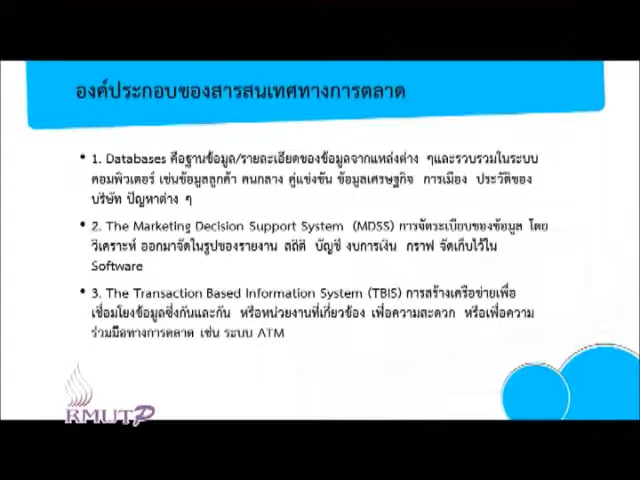 องค์ประกอบของสารสนเทศทางการตลาด
• 1. Databases คือฐานข้อมูล/รายละเอียดของข้อมูลจากแหล่งต่าง ๆและรวบรวมในระบบ
คอมพิวเตอร์ เช่นข้อมูลลูกค้า คนกลาง คู่แข่งขัน ข้อมูลเศรษฐกิจ การเมือง ประวัติของ
บริษัท ปัญหาต่าง ๆ
• 2. The Marketing Decision Support System (MDSS) การจัดระเบียบของข้อมูล โดย
วิเคราะห์ ออกมาจัดในรูปของรายงาน สถิติ บัญชี งบการเงิน กราฟ จัดเก็บไว้ใน
Software
• 3. The Transaction Based Information System (TBIS) การสร้างเครือข่ายเพื่อ
เชื่อมโยงข้อมูลซึ่งกันและกัน หรือหน่วยงานที่เกี่ยวข้อง เพื่อความสะดวก หรือเพื่อความ
ร่วมมือทางการตลาด เช่น ระบบ ATM
RMUTP